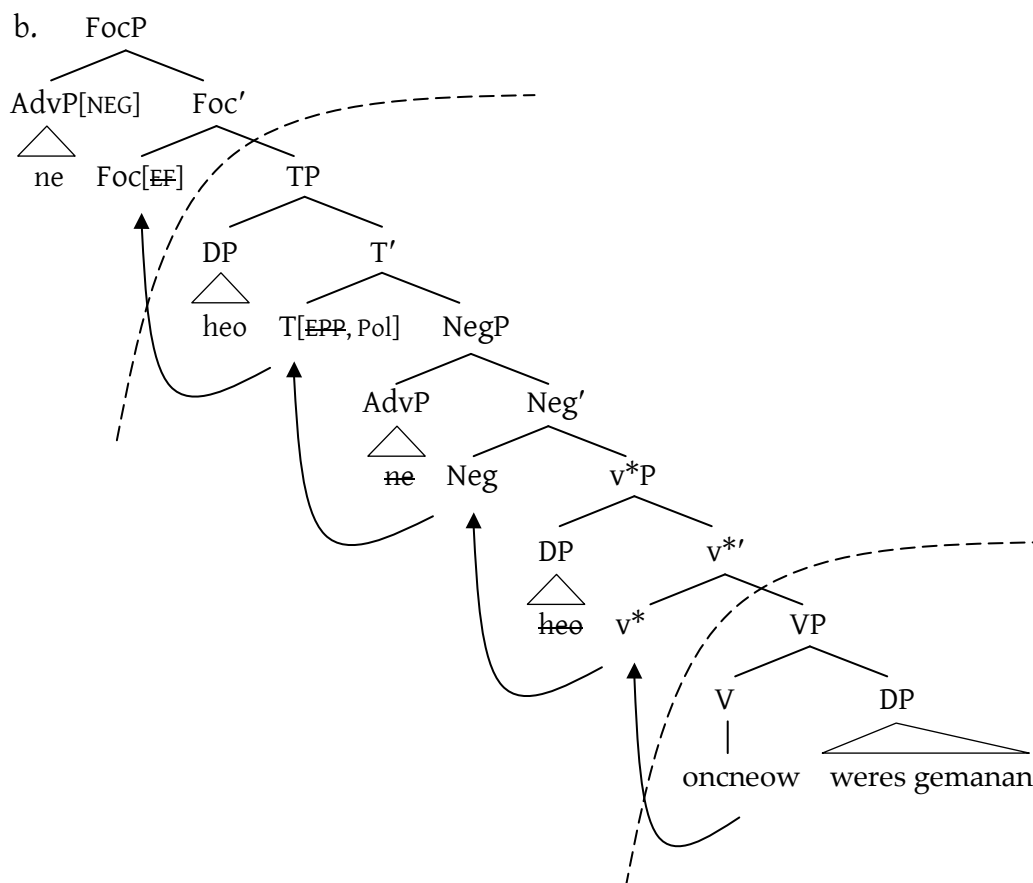 b. FocP
AdvP[NEG] Foc′
ne Foc[EF] TP
DP T′
heo T[EPP, Pol] NegP
AdvP Neg′
ne Neg v*P
DP v*′
heo v* VP
V DP
oncneow weres gemanan